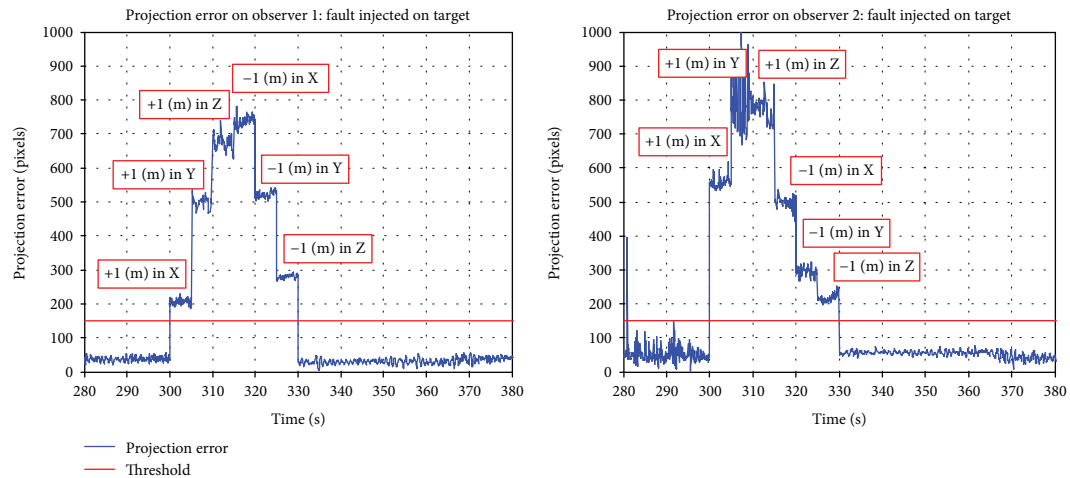 Projection error on observer 1: fault injected on target
1000
900
800
700
600
500
400
300
200
100
0
Projection error (pixels)
−1 (m) in X
+1 (m) in Z
+1 (m) in Y
−1 (m) in Y
−1 (m) in Z
+1 (m) in X
280 290 300 310 320 330 340 350 360 370 380
Time (s)
Projection error
Threshold
Projection error on observer 2: fault injected on target
1000
900
800
700
600
500
400
300
200
100
0
Projection error (pixels)
+1 (m) in Y
+1 (m) in Z
+1 (m) in X
−1 (m) in X
−1 (m) in Y
−1 (m) in Z
280 290 300 310 320 330 340 350 360 370 380
Time (s)